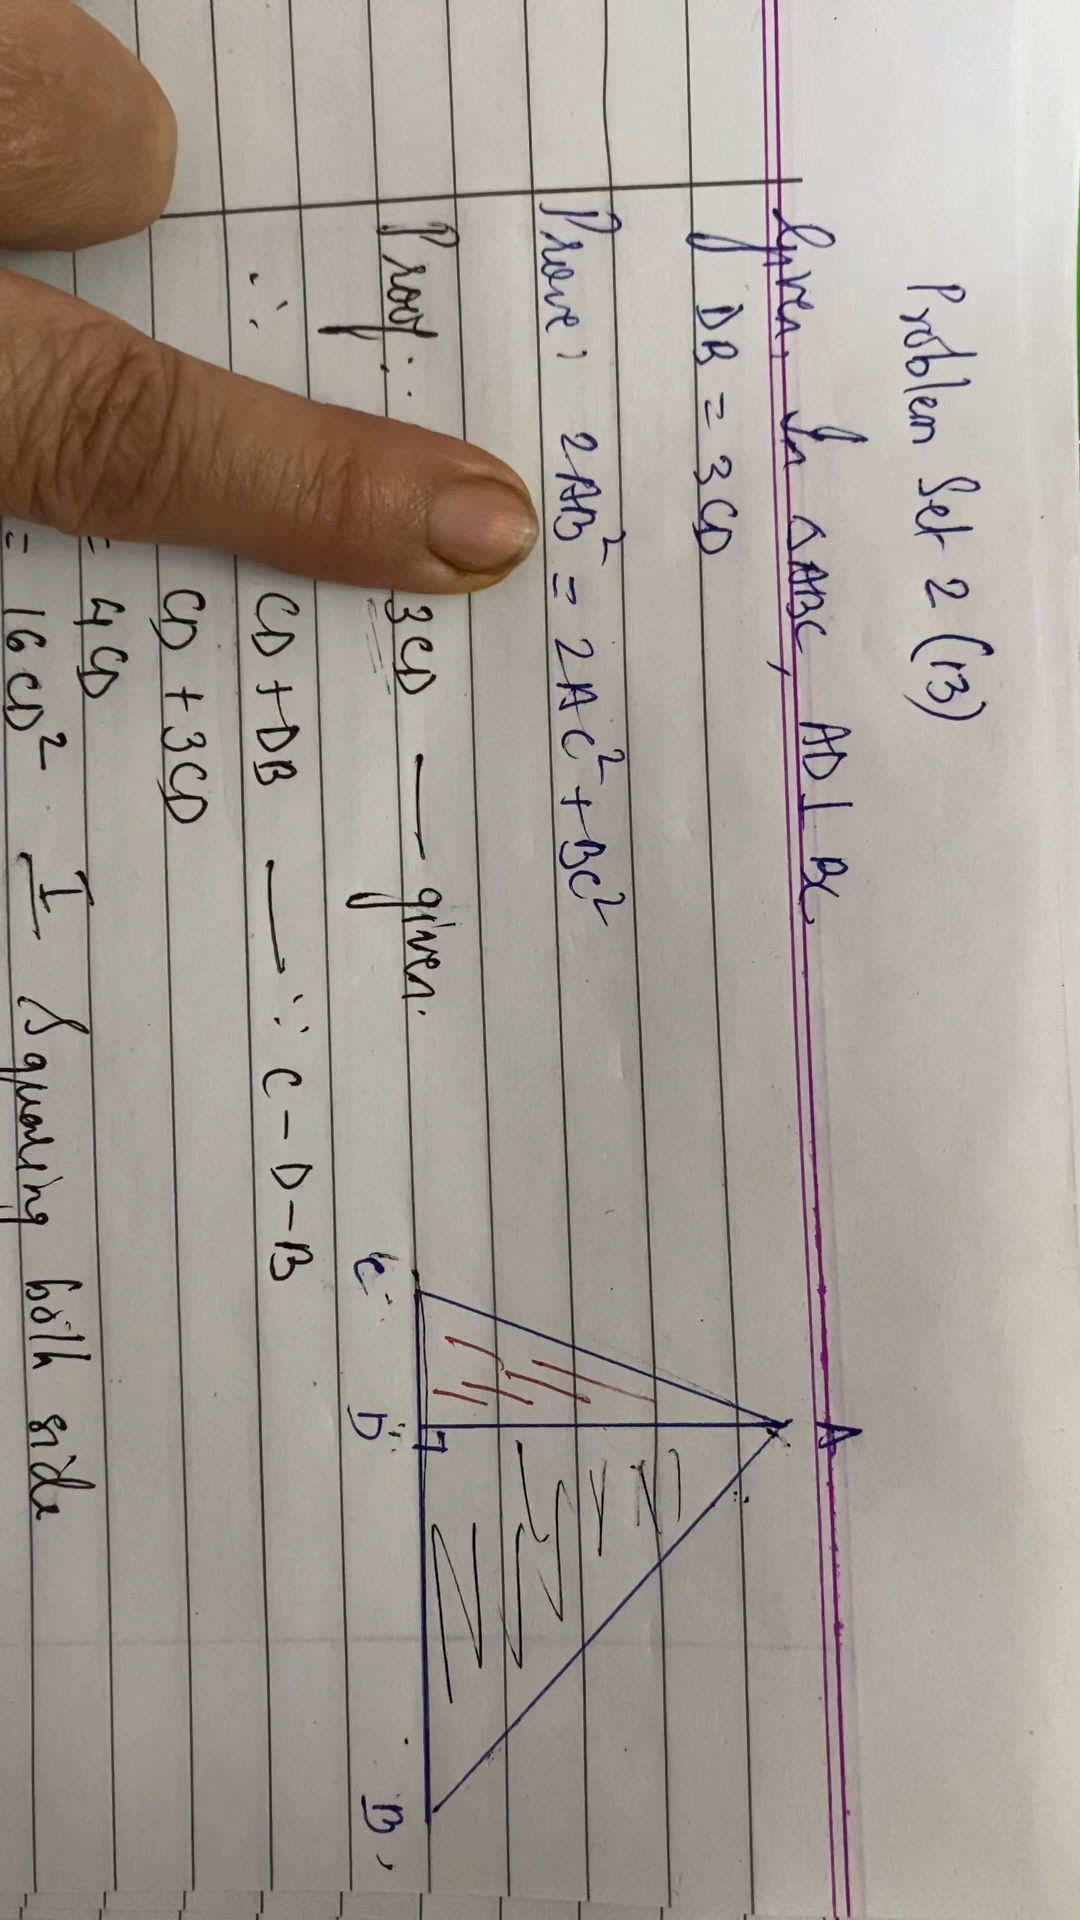 Problem Set 2 (13)
Given, In △ABC, AD ⊥ BC
DB = 3CD
Prove: 2AB² = 2AC² + BC²
Proof: 3CD — given.
∴ CD + DB — ∵ C - D - B
CD + 3CD
= 4CD
= 16CD² I Squaring both side
A
C
D
B